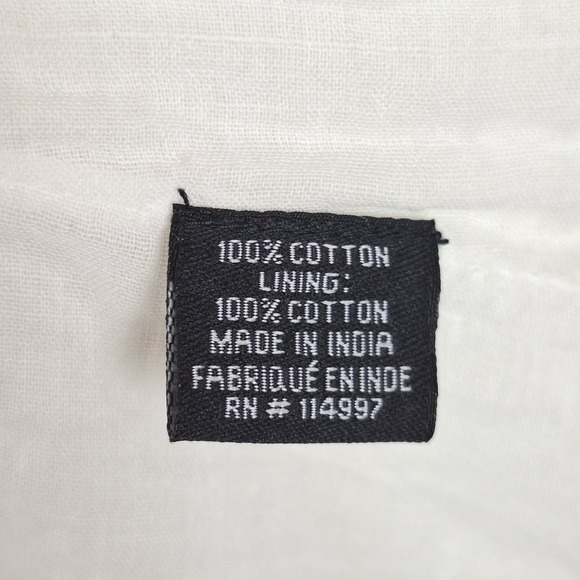 100% COTTON
LINING:
100% COTTON
MADE IN INDIA
FABRIQUÉ EN INDE
RN # 114997